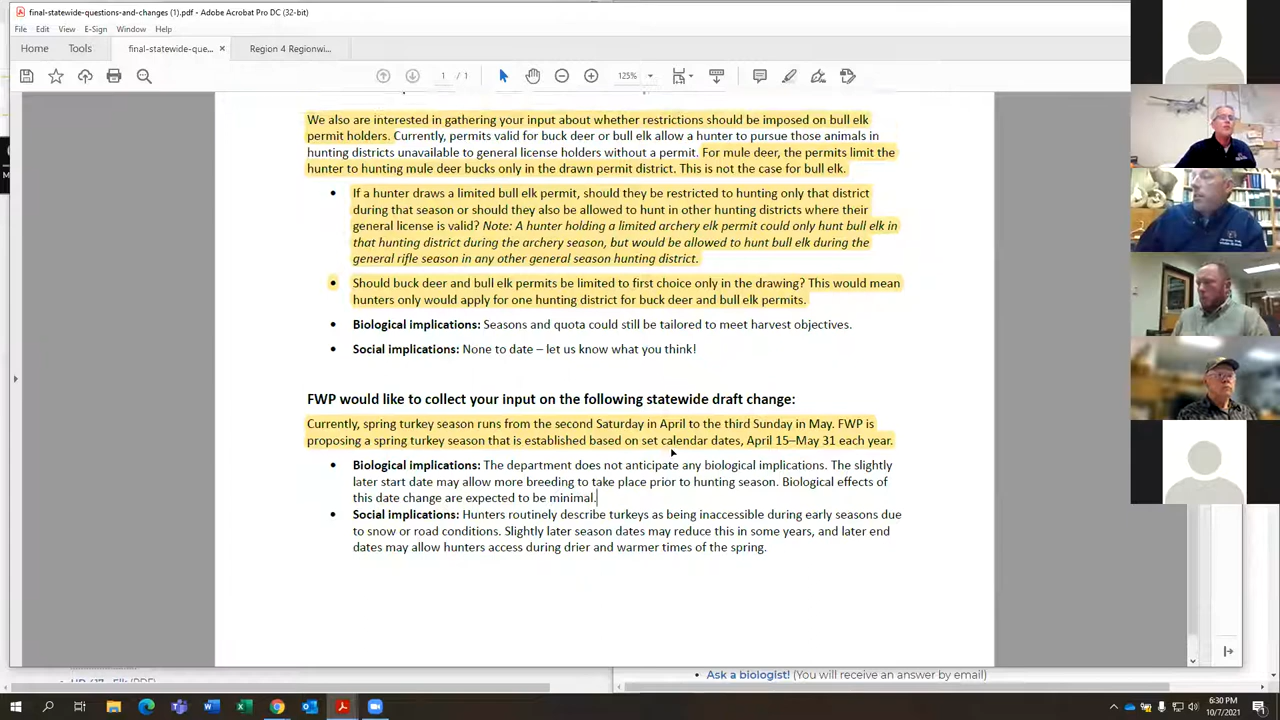 final-statewide-questions-and-changes (1).pdf - Adobe Acrobat Pro DC (32-bit)
File Edit View E-Sign Window Help
Home Tools final-statewide-que... × Region 4 Regionwi...
1 / 1 125%
We also are interested in gathering your input about whether restrictions should be imposed on bull elk
permit holders. Currently, permits valid for buck deer or bull elk allow a hunter to pursue those animals in
hunting districts unavailable to general license holders without a permit. For mule deer, the permits limit the
hunter to hunting mule deer bucks only in the drawn permit district. This is not the case for bull elk.
• If a hunter draws a limited bull elk permit, should they be restricted to hunting only that district
during that season or should they also be allowed to hunt in other hunting districts where their
general license is valid? Note: A hunter holding a limited archery elk permit could only hunt bull elk in
that hunting district during the archery season, but would be allowed to hunt bull elk during the
general rifle season in any other general season hunting district.
• Should buck deer and bull elk permits be limited to first choice only in the drawing? This would mean
hunters only would apply for one hunting district for buck deer and bull elk permits.
• Biological implications: Seasons and quota could still be tailored to meet harvest objectives.
• Social implications: None to date – let us know what you think!
FWP would like to collect your input on the following statewide draft change:
Currently, spring turkey season runs from the second Saturday in April to the third Sunday in May. FWP is
proposing a spring turkey season that is established based on set calendar dates, April 15–May 31 each year.
• Biological implications: The department does not anticipate any biological implications. The slightly
later start date may allow more breeding to take place prior to hunting season. Biological effects of
this date change are expected to be minimal.
• Social implications: Hunters routinely describe turkeys as being inaccessible during early seasons due
to snow or road conditions. Slightly later season dates may reduce this in some years, and later end
dates may allow hunters access during drier and warmer times of the spring.
• Ask a biologist! (You will receive an answer by email)
6:30 PM
10/7/2021